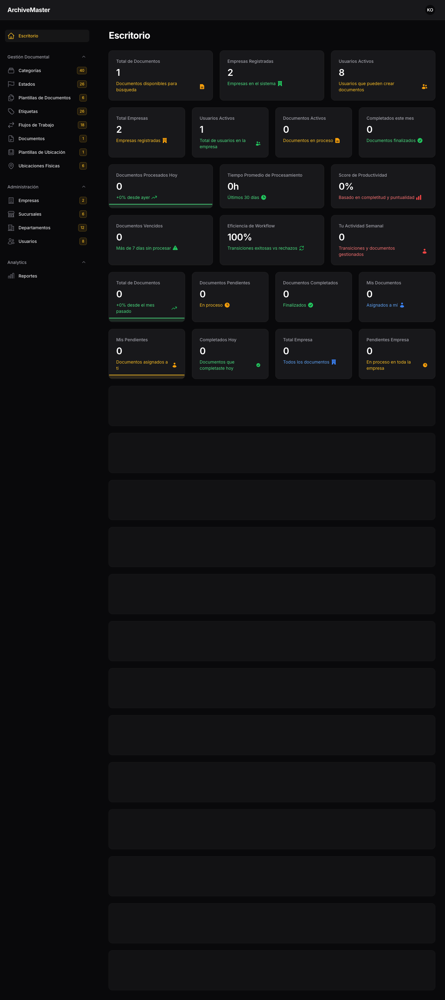 ArchiveMaster
KO
Escritorio
Gestión Documental
Categorías 40
Estados 26
Plantillas de Documentos 6
Etiquetas 26
Flujos de Trabajo 18
Documentos 1
Plantillas de Ubicación 1
Ubicaciones Físicas 6
Administración
Empresas 2
Sucursales 6
Departamentos 12
Usuarios 8
Analytics
Reportes
Escritorio
Total de Documentos
1
Documentos disponibles para
búsqueda
Empresas Registradas
2
Empresas en el sistema
Usuarios Activos
8
Usuarios que pueden crear
documentos
Total Empresas
2
Empresas registradas
Usuarios Activos
1
Total de usuarios en la
empresa
Documentos Activos
0
Documentos en proceso
Completados este mes
0
Documentos finalizados
Documentos Procesados Hoy
0
+0% desde ayer
Tiempo Promedio de Procesamiento
0h
Últimos 30 días
Score de Productividad
0%
Basado en completitud y puntualidad
Documentos Vencidos
0
Más de 7 días sin procesar
Eficiencia de Workflow
100%
Transiciones exitosas vs rechazos
Tu Actividad Semanal
0
Transiciones y documentos
gestionados
Total de Documentos
0
+0% desde el mes
pasado
Documentos Pendientes
0
En proceso
Documentos Completados
0
Finalizados
Mis Documentos
0
Asignados a mí
Mis Pendientes
0
Documentos asignados a
ti
Completados Hoy
0
Documentos que
completaste hoy
Total Empresa
0
Todos los documentos
Pendientes Empresa
0
En proceso en toda la
empresa